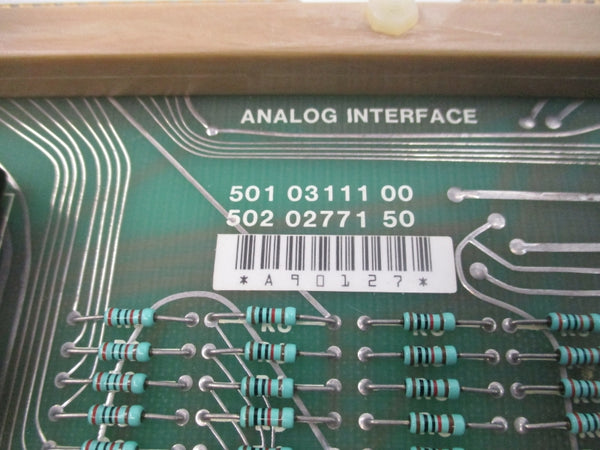 ANALOG INTERFACE
501 03111 00
502 02771 50
*A90127*